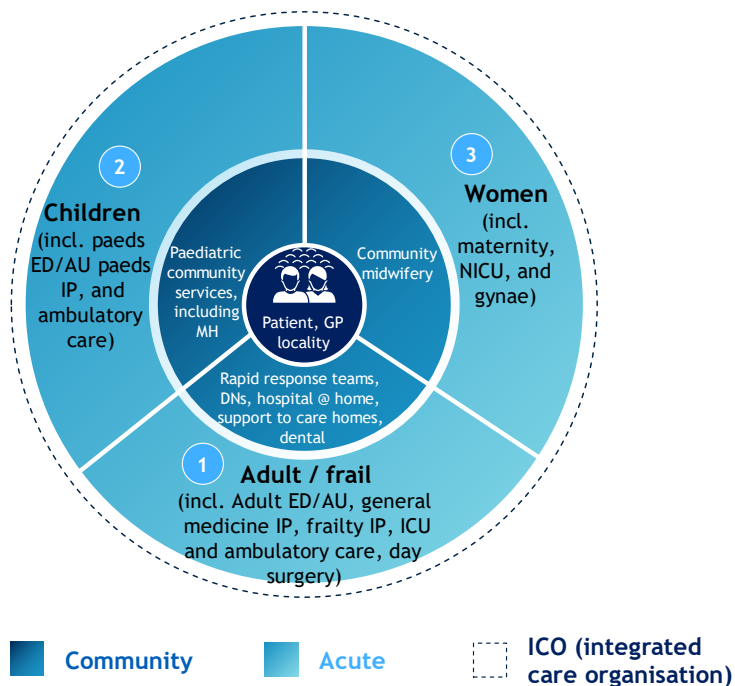 2
Children
(incl. paeds
ED/AU paeds
IP, and
ambulatory
care)
3
Women
(incl.
maternity,
NICU, and
gynae)
Paediatric
community
services,
including
MH
Community
midwifery
Patient, GP
locality
Rapid response teams,
DNs, hospital @ home,
support to care homes,
dental
1
Adult / frail
(incl. Adult ED/AU, general
medicine IP, frailty IP, ICU
and ambulatory care, day
surgery)
Community
Acute
ICO (integrated
care organisation)